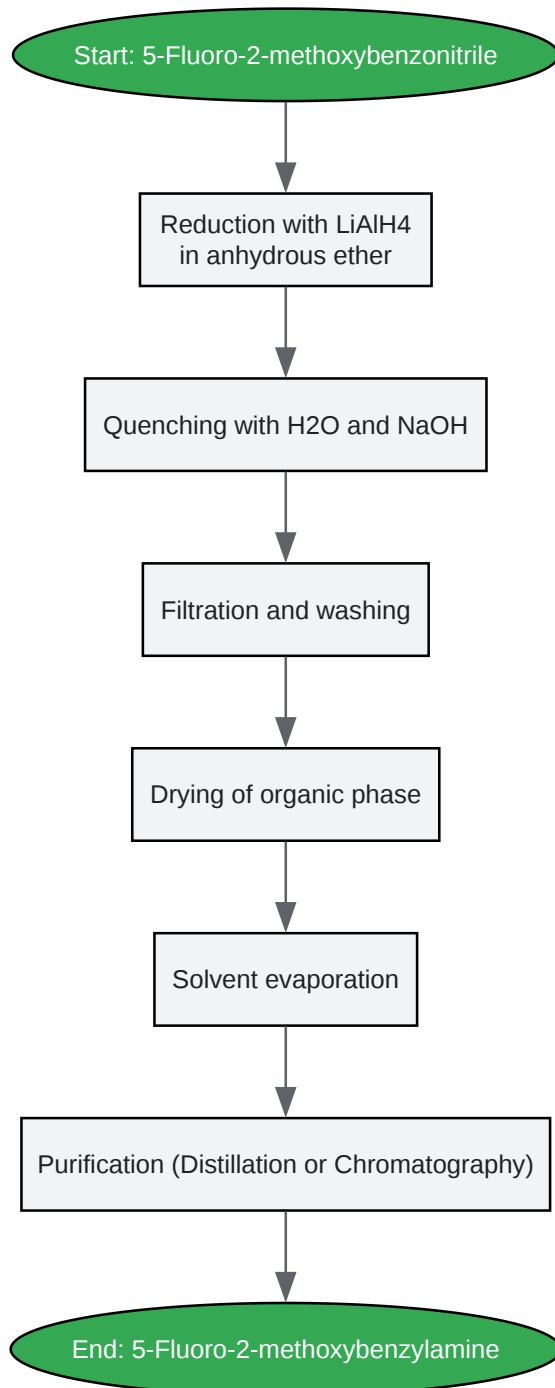 Start: 5-Fluoro-2-methoxybenzonitrile
Reduction with LiAlH4
in anhydrous ether
Quenching with H2O and NaOH
Filtration and washing
Drying of organic phase
Solvent evaporation
Purification (Distillation or Chromatography)
End: 5-Fluoro-2-methoxybenzylamine